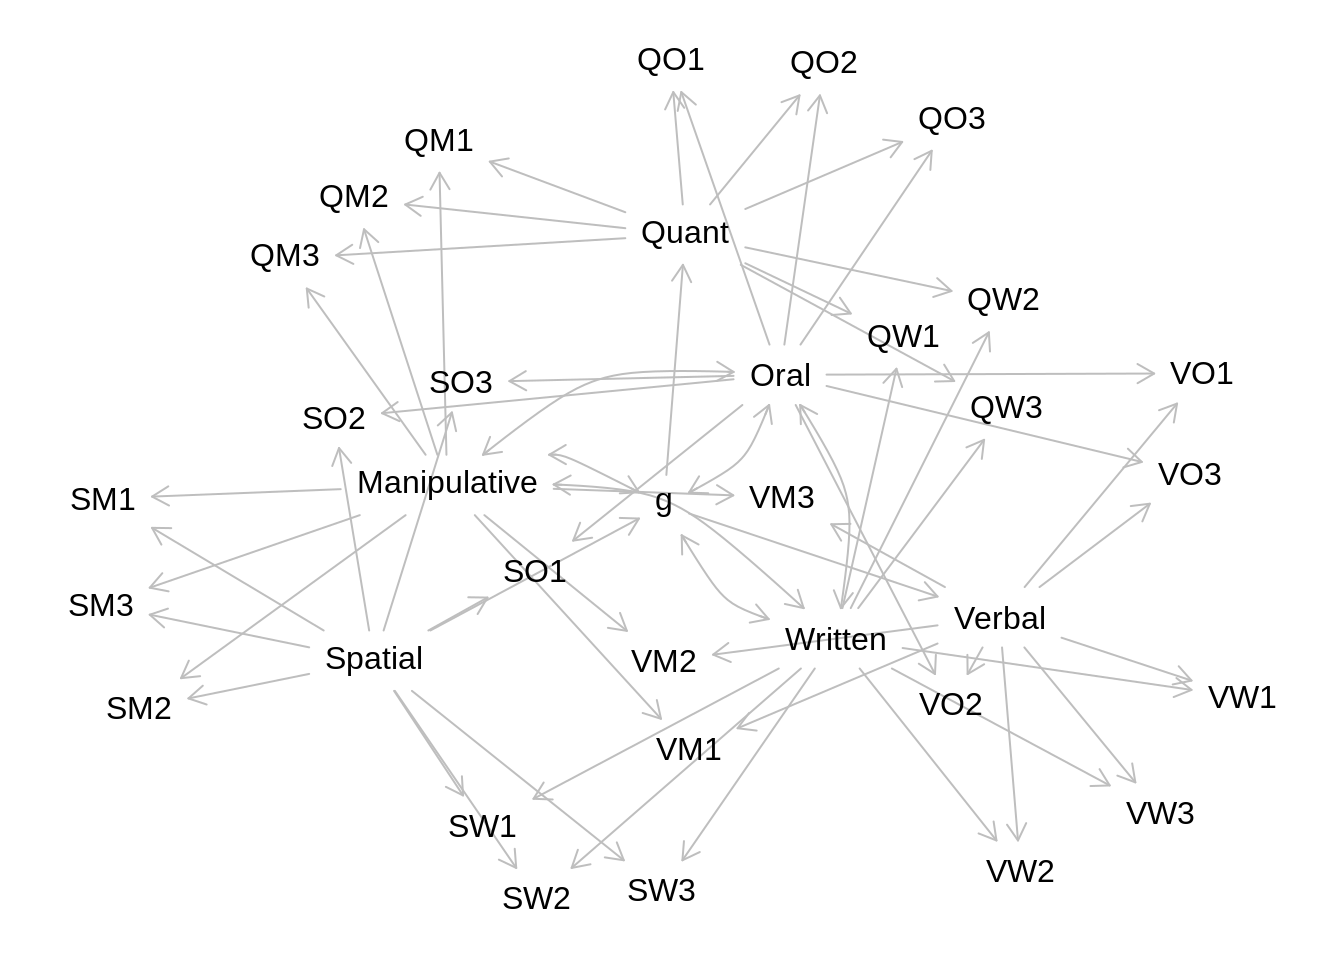 QO1
QO2
QO3
QM1
QM2
Quant
QM3
QW2
QW1
Oral
VO1
SO3
QW3
SO2
VO3
Manipulative
SM1
g
VM3
SO1
SM3
Verbal
Written
Spatial
VM2
VW1
VO2
SM2
VM1
VW3
SW1
VW2
SW3
SW2